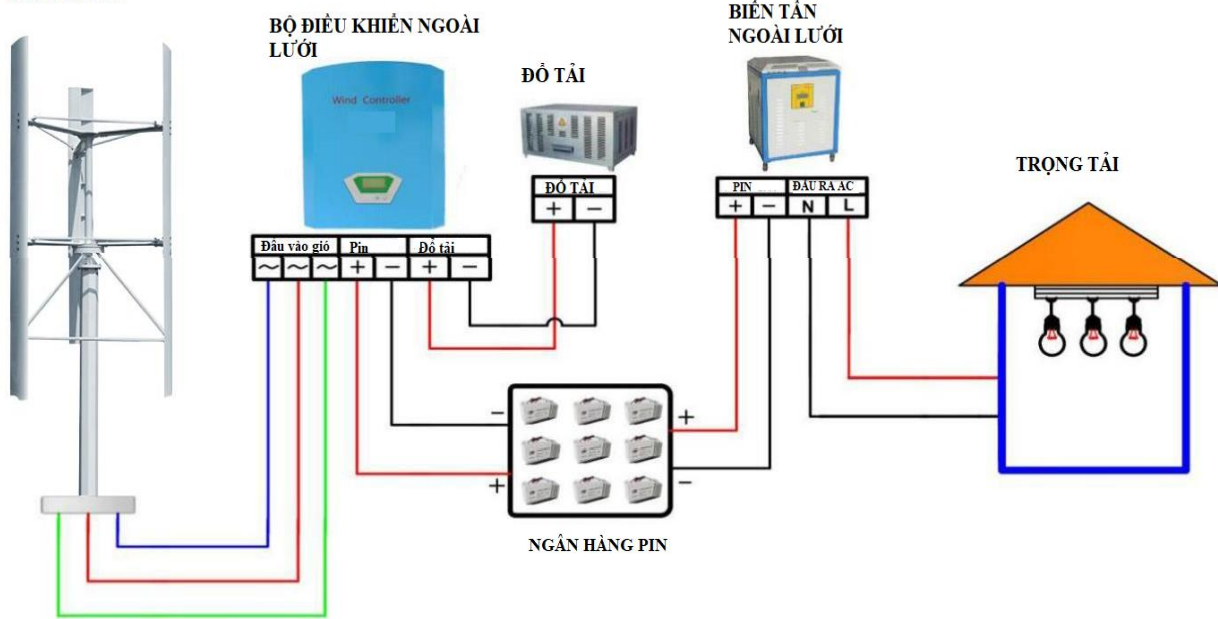 BỘ ĐIỀU KHIỂN NGOÀI
LƯỚI
Wind Controller
ĐỔ TẢI
BIẾN TẦN
NGOÀI LƯỚI
TRỌNG TẢI
ĐỔ TẢI
+ −
PIN ĐẦU RA AC
+ − N L
Đầu vào gió Pin Đổ tải
~ ~ ~ + − + −
− +
+ −
NGÂN HÀNG PIN